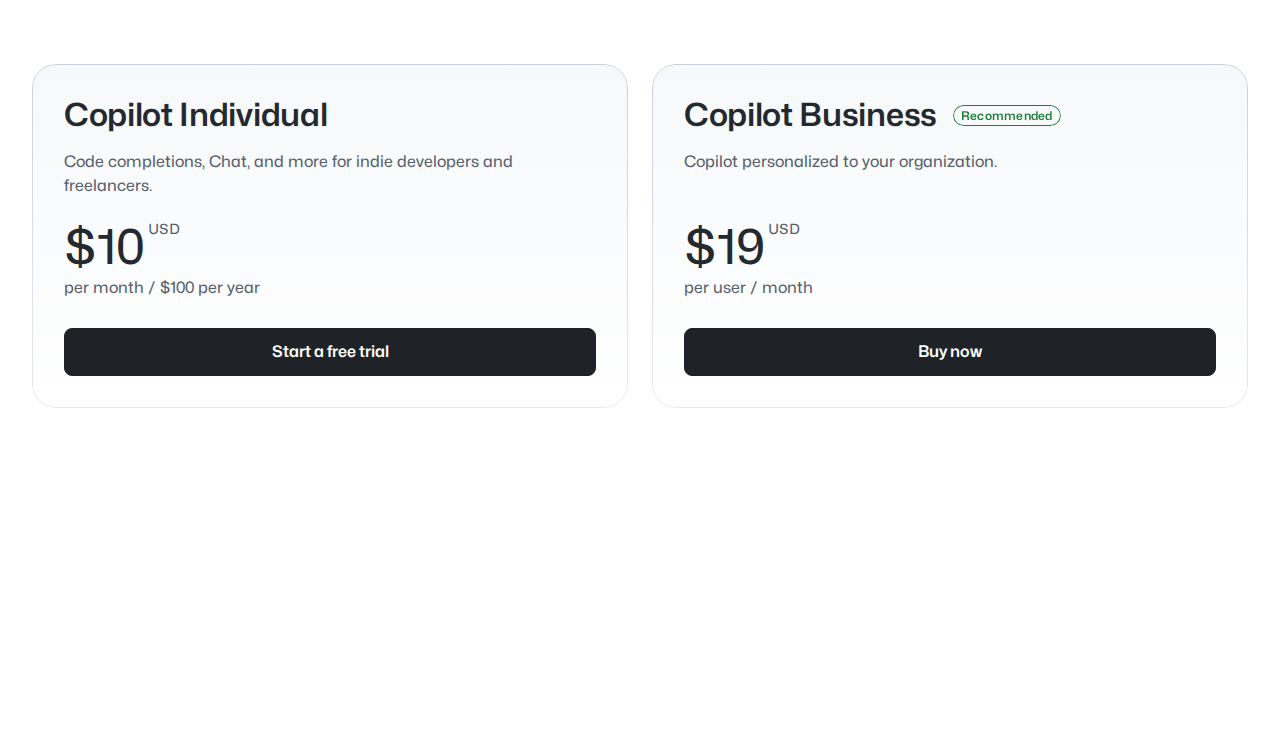 Copilot Individual
Code completions, Chat, and more for indie developers and
freelancers.
$10 USD
per month / $100 per year
Start a free trial
Copilot Business Recommended
Copilot personalized to your organization.
$19 USD
per user / month
Buy now